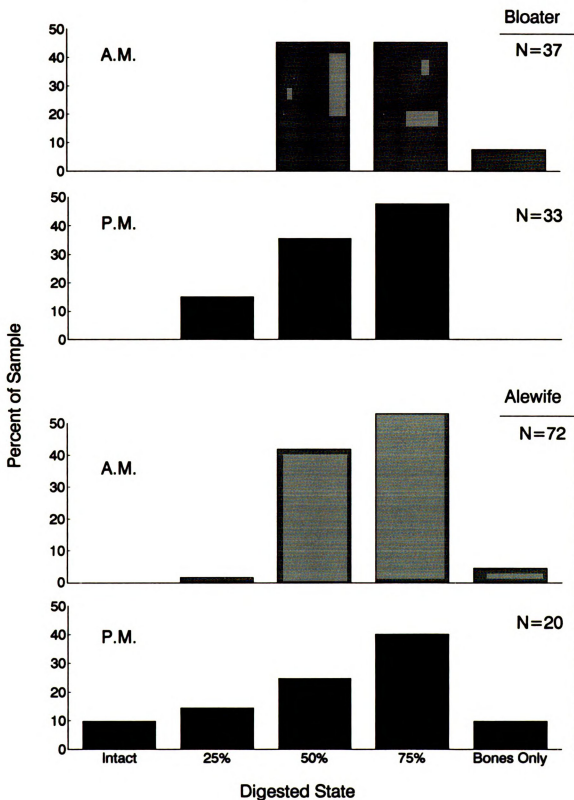 Bloater
N=37
A.M.
50
40
30
20
10
0
N=33
P.M.
50
40
30
20
10
0
Percent of Sample
Alewife
N=72
A.M.
50
40
30
20
10
0
N=20
P.M.
50
40
30
20
10
0
Intact 25% 50% 75% Bones Only
Digested State